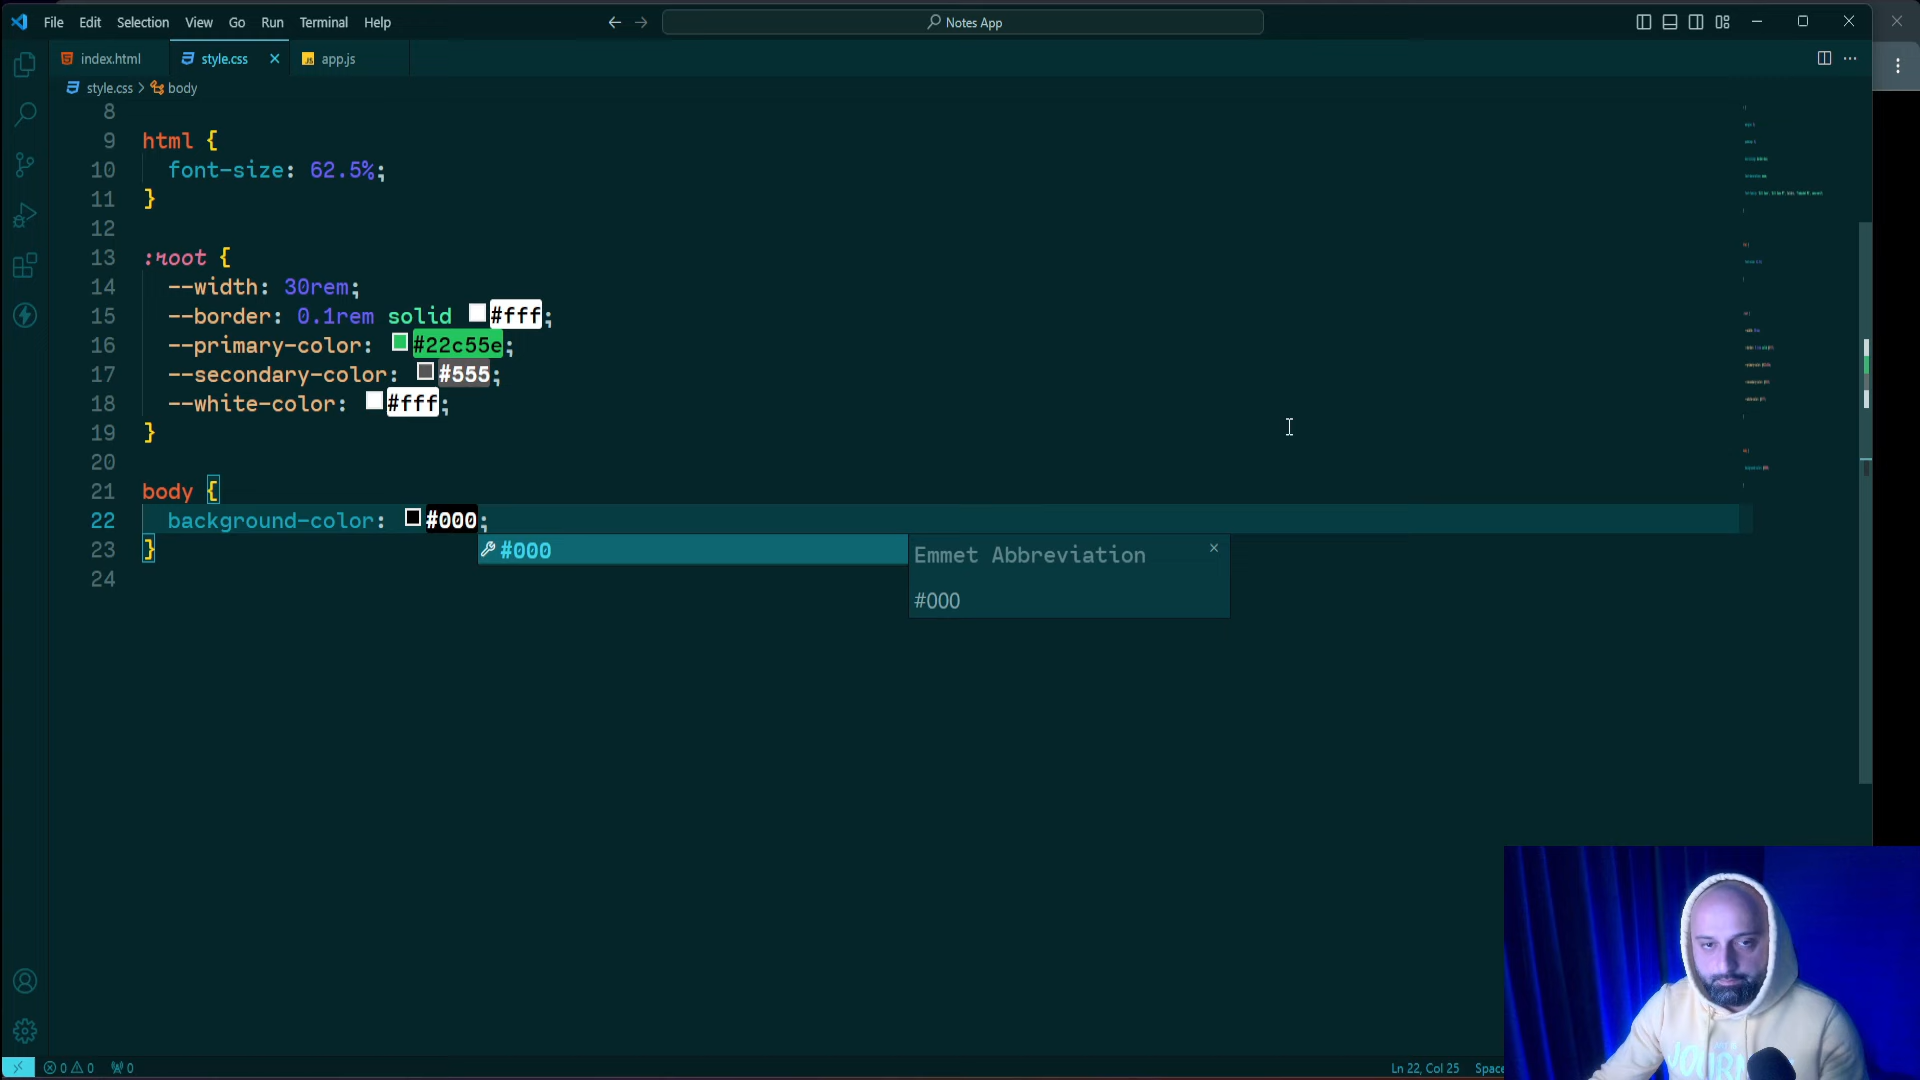 File Edit Selection View Go Run Terminal Help
Notes App
index.html style.css app.js
style.css > body
8
9 html {
10 font-size: 62.5%;
11 }
12
13 :root {
14 --width: 30rem;
15 --border: 0.1rem solid #fff;
16 --primary-color: #22c55e;
17 --secondary-color: #555;
18 --white-color: #fff;
19 }
20
21 body {
22 background-color: #000;
23 }
24
#000
Emmet Abbreviation
#000
0 0 0
Ln 22, Col 25 Space